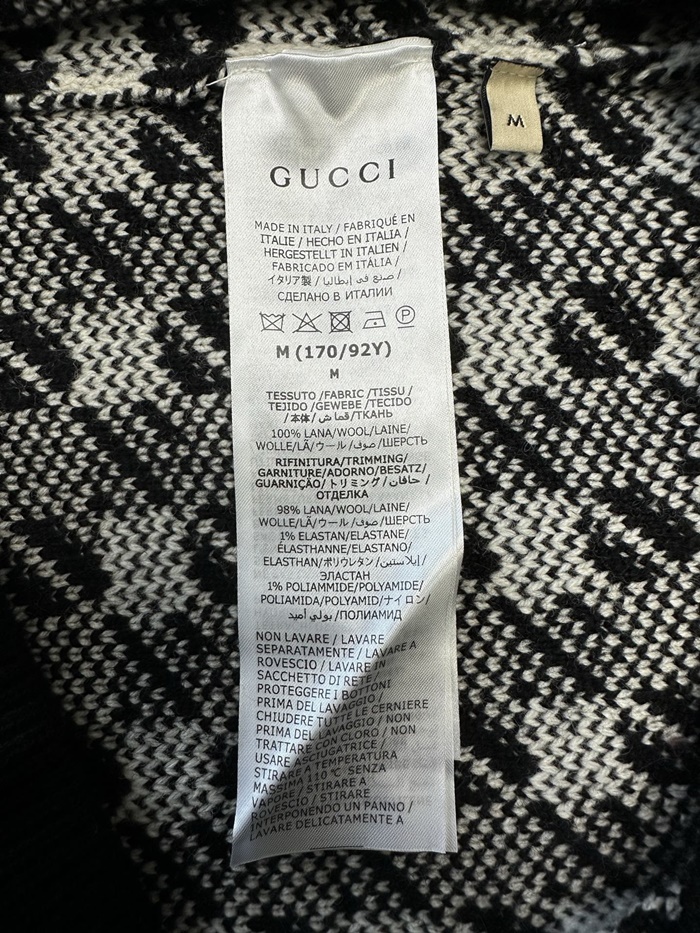 M
GUCCI
MADE IN ITALY / FABRIQUÉ EN
ITALIE / HECHO EN ITALIA /
HERGESTELLT IN ITALIEN /
FABRICADO EM ITÁLIA /
イタリア製 / صنع في إيطاليا /
СДЕЛАНО В ИТАЛИИ
P
M (170/92Y)
M
TESSUTO /FABRIC /TISSU /
TEJIDO /GEWEBE /TECIDO
/本体/ قماش /ТКАНЬ
100% LANA/WOOL/LAINE/
WOLLE/LÃ/ウール /صوف/ШЕРСТЬ
RIFINITURA/TRIMMING/
GARNITURE/ADORNO/BESATZ/
GUARNIÇÃO/トリミング/حافان /
ОТДЕЛКА
98% LANA/WOOL/LAINE/
WOLLE/LÃ/ウール /صوف/ШЕРСТЬ
1% ELASTAN/ELASTANE/
ÉLASTHANNE/ELASTANO/
ELASTHAN/ポリウレタン/إيلاستين/
ЭЛАСТАН
1% POLIAMMIDE/POLYAMIDE/
POLIAMIDA/POLYAMID/ナイロン/
بولي أميد /ПОЛИАМИД
NON LAVARE / LAVARE
SEPARATAMENTE / LAVARE A
ROVESCIO / LAVARE IN
SACCHETTO DI RETE /
PROTEGGERE I BOTTONI
PRIMA DEL LAVAGGIO /
CHIUDERE TUTTE LE CERNIERE
PRIMA DEL LAVAGGIO / NON
TRATTARE CON CLORO / NON
USARE ASCIUGATRICE /
STIRARE A TEMPERATURA
MASSIMA 110 °C SENZA
VAPORE / STIRARE A
ROVESCIO / STIRARE
INTERPONENDO UN PANNO /
LAVARE DELICATAMENTE A